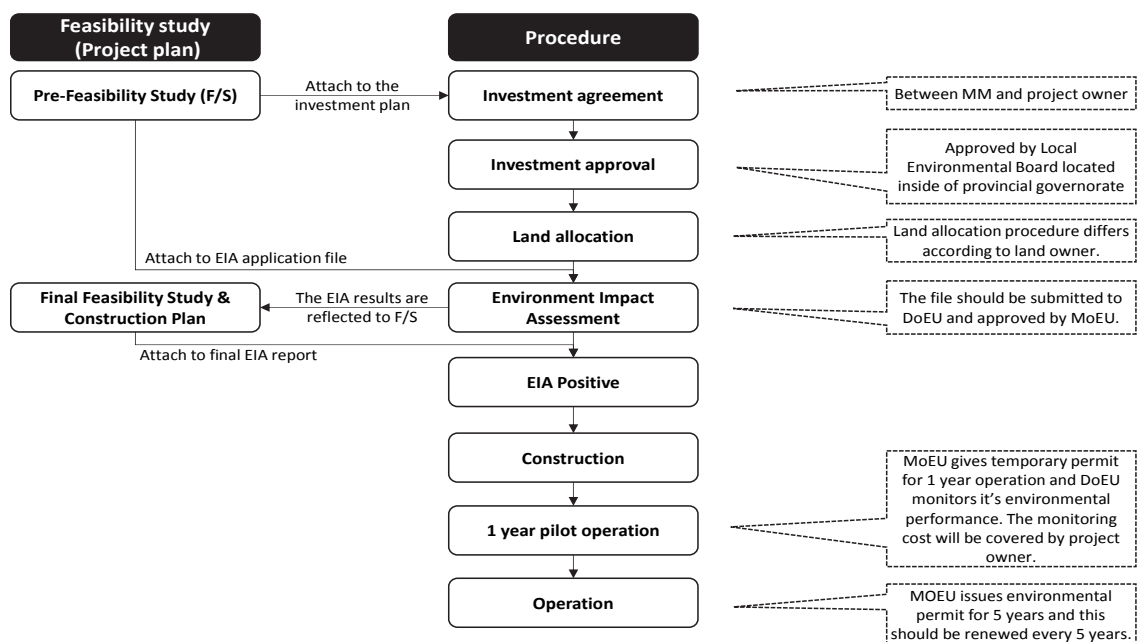 Feasibility study
(Project plan)
Procedure
Pre-Feasibility Study (F/S)
Attach to the
investment plan
Investment agreement
Between MM and project owner
Investment approval
Approved by Local
Environmental Board located
inside of provincial governorate
Land allocation
Land allocation procedure differs
according to land owner.
Attach to EIA application file
Final Feasibility Study &
Construction Plan
The EIA results are
reflected to F/S
Environment Impact
Assessment
The file should be submitted to
DoEU and approved by MoEU.
Attach to final EIA report
EIA Positive
Construction
1 year pilot operation
MoEU gives temporary permit
for 1 year operation and DoEU
monitors it’s environmental
performance. The monitoring
cost will be covered by project
owner.
Operation
MOEU issues environmental
permit for 5 years and this
should be renewed every 5 years.